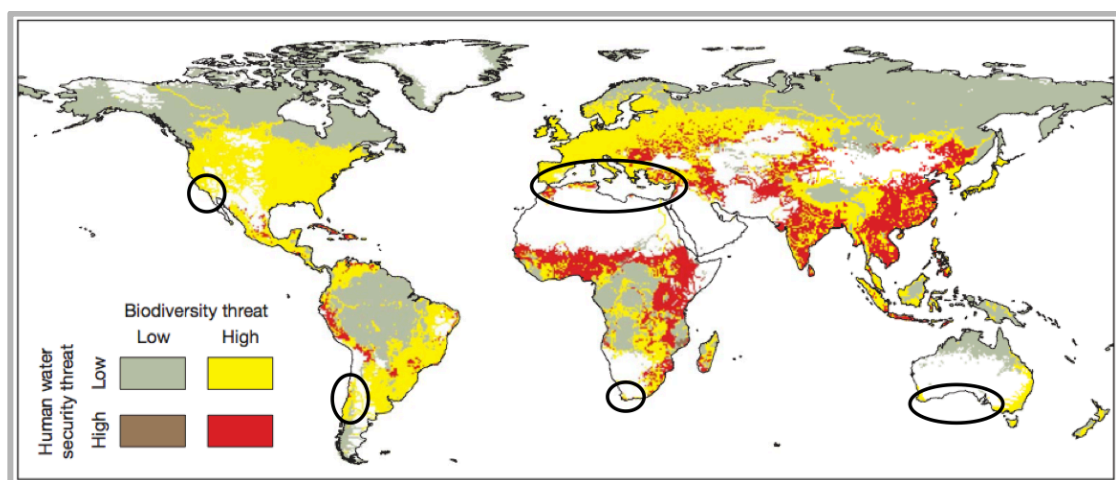 Biodiversity threat
Low High
Human water
security threat
Low
High